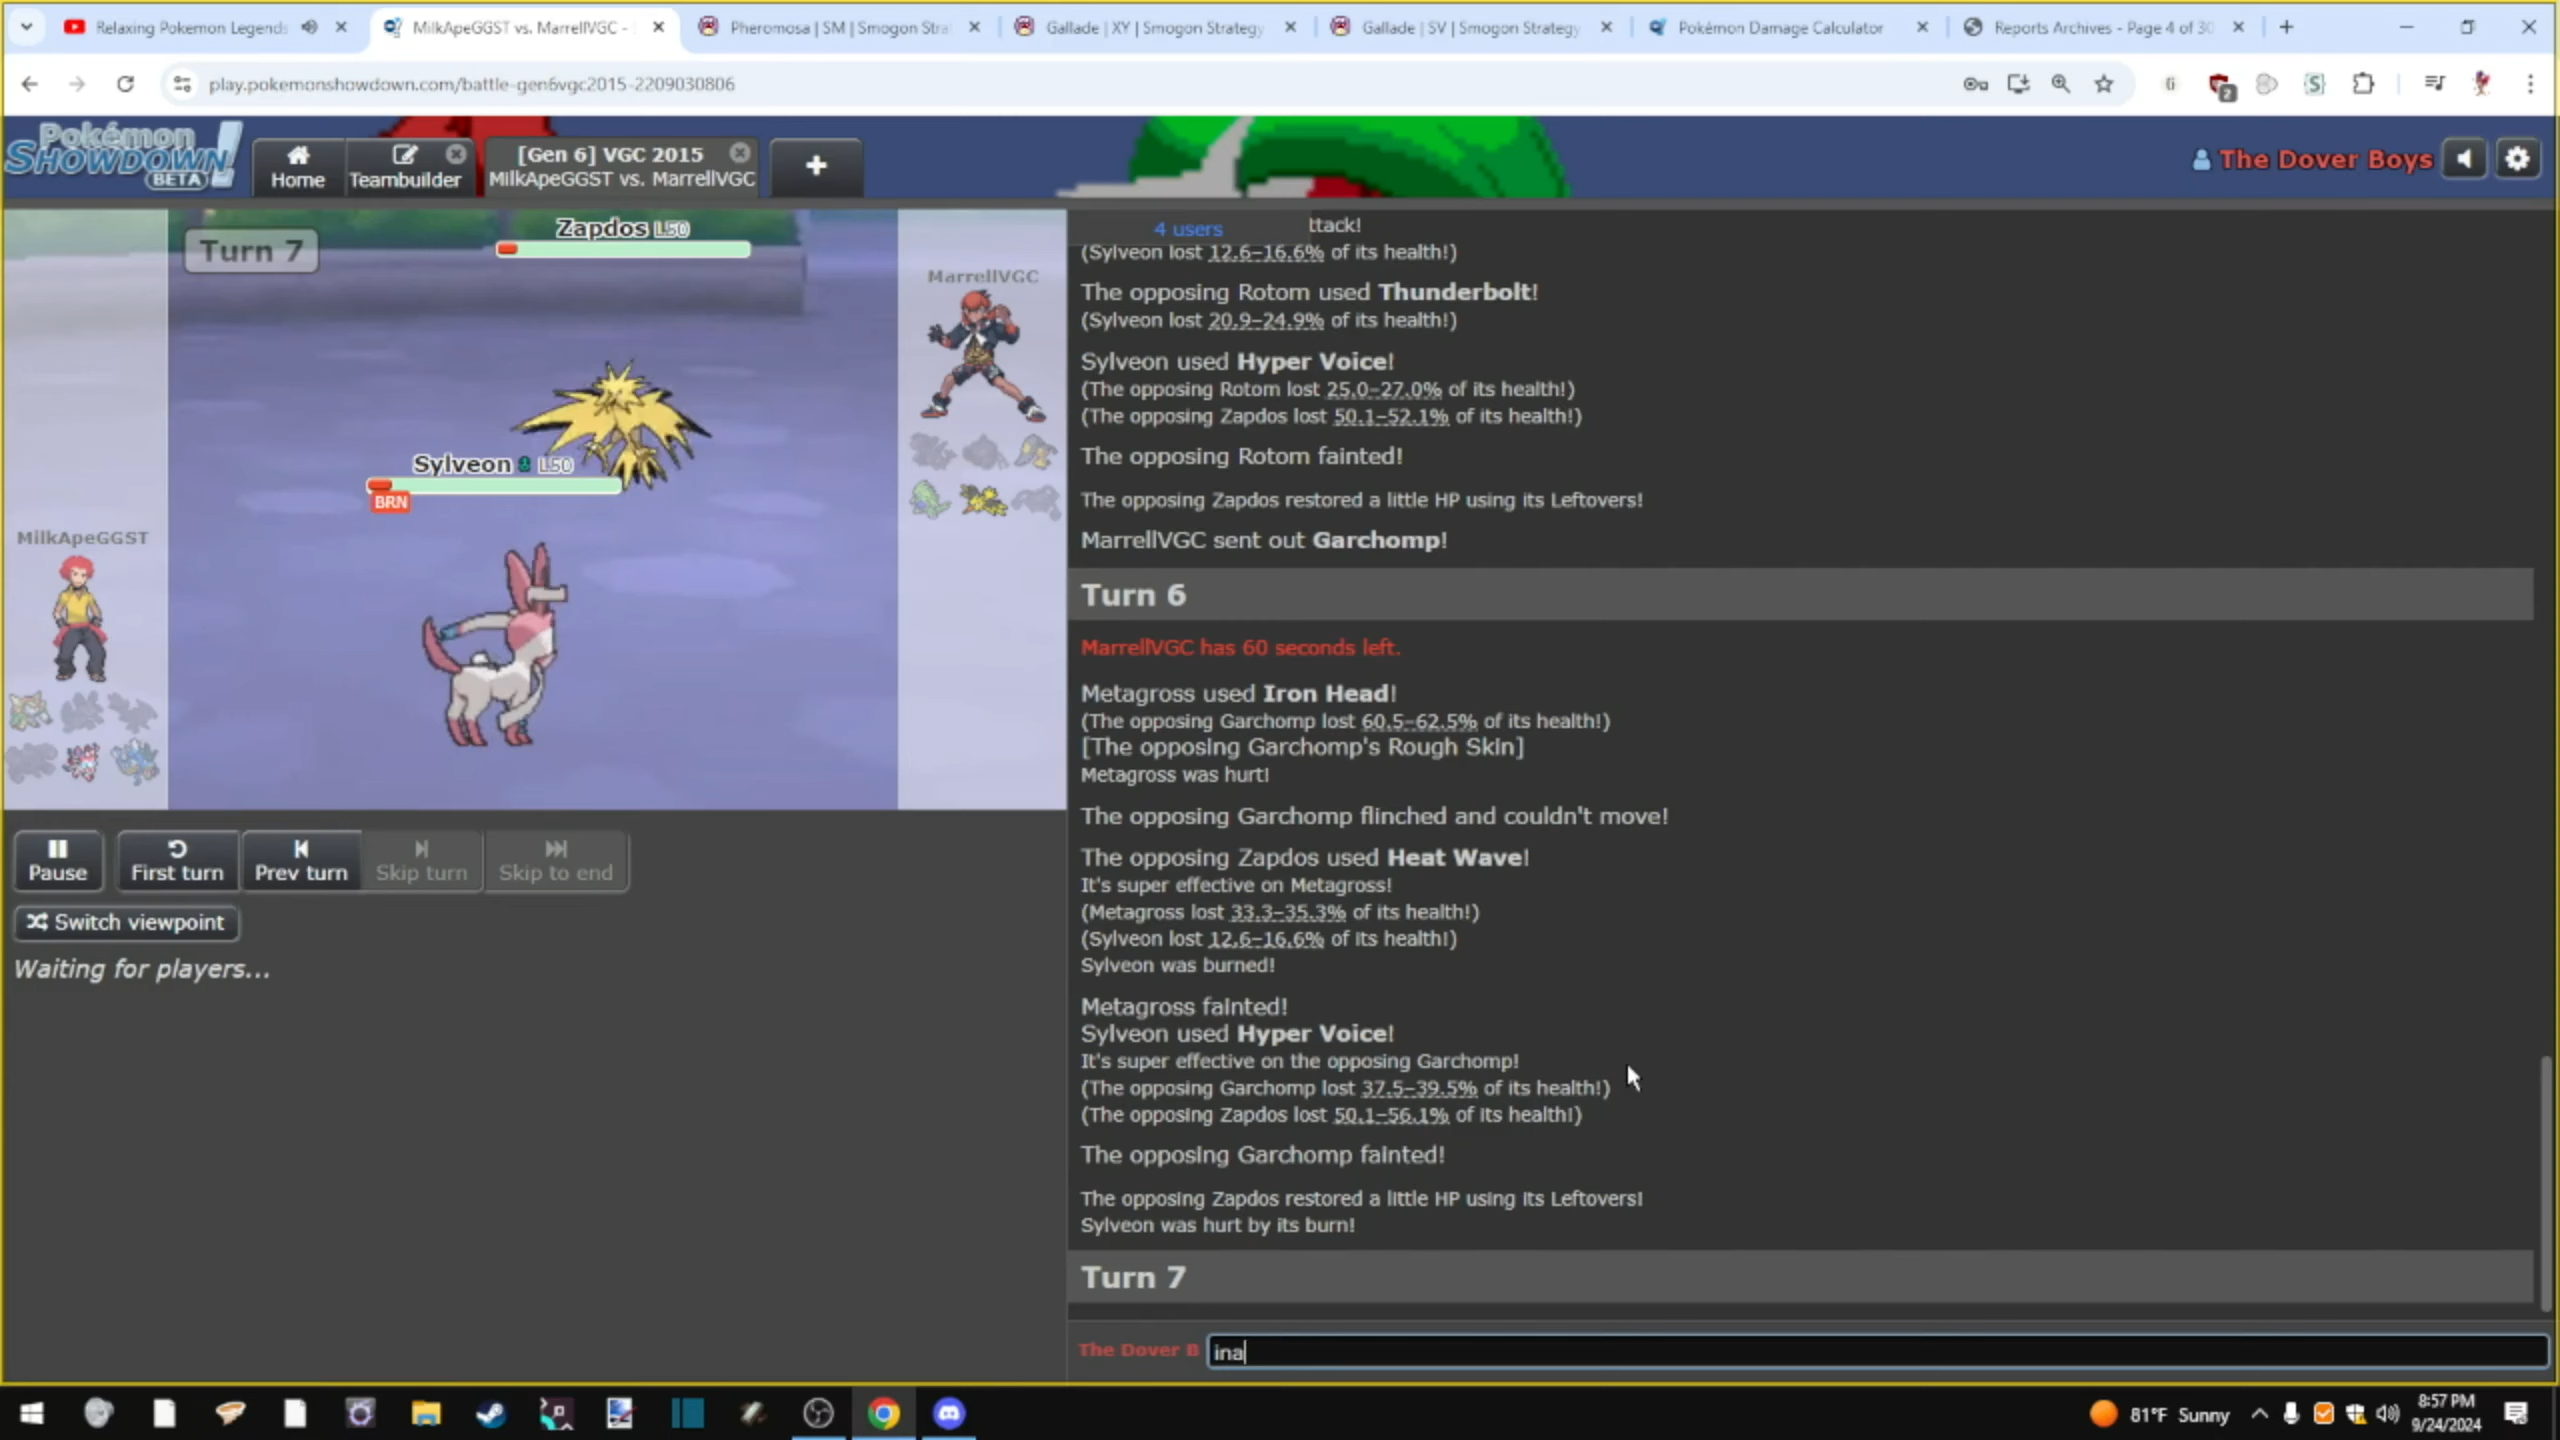 Relaxing Pokemon Legends
MilkApeGGST vs. MarrellVGC -
Pheromosa | SM | Smogon Stra
Gallade | XY | Smogon Strategy
Gallade | SV | Smogon Strategy
Pokémon Damage Calculator
Reports Archives - Page 4 of 30
play.pokemonshowdown.com/battle-gen6vgc2015-2209030806
2
Pokémon
SHOWDOWN!
BETA
Home
Teambuilder
[Gen 6] VGC 2015
MilkApeGGST vs. MarrellVGC
The Dover Boys
Turn 7
Zapdos L50
MarrellVGC
Sylveon L50
BRN
MilkApeGGST
Pause
First turn
Prev turn
Skip turn
Skip to end
Switch viewpoint
Waiting for players...
4 users
ttack!
(Sylveon lost 12.6–16.6% of its health!)
The opposing Rotom used Thunderbolt!
(Sylveon lost 20.9–24.9% of its health!)
Sylveon used Hyper Voice!
(The opposing Rotom lost 25.0–27.0% of its health!)
(The opposing Zapdos lost 50.1–52.1% of its health!)
The opposing Rotom fainted!
The opposing Zapdos restored a little HP using its Leftovers!
MarrellVGC sent out Garchomp!
Turn 6
MarrellVGC has 60 seconds left.
Metagross used Iron Head!
(The opposing Garchomp lost 60.5–62.5% of its health!)
[The opposing Garchomp's Rough Skin]
Metagross was hurt!
The opposing Garchomp flinched and couldn't move!
The opposing Zapdos used Heat Wave!
It's super effective on Metagross!
(Metagross lost 33.3–35.3% of its health!)
(Sylveon lost 12.6–16.6% of its health!)
Sylveon was burned!
Metagross fainted!
Sylveon used Hyper Voice!
It's super effective on the opposing Garchomp!
(The opposing Garchomp lost 37.5–39.5% of its health!)
(The opposing Zapdos lost 50.1–56.1% of its health!)
The opposing Garchomp fainted!
The opposing Zapdos restored a little HP using its Leftovers!
Sylveon was hurt by its burn!
Turn 7
The Dover B
ina
81°F Sunny
8:57 PM
9/24/2024